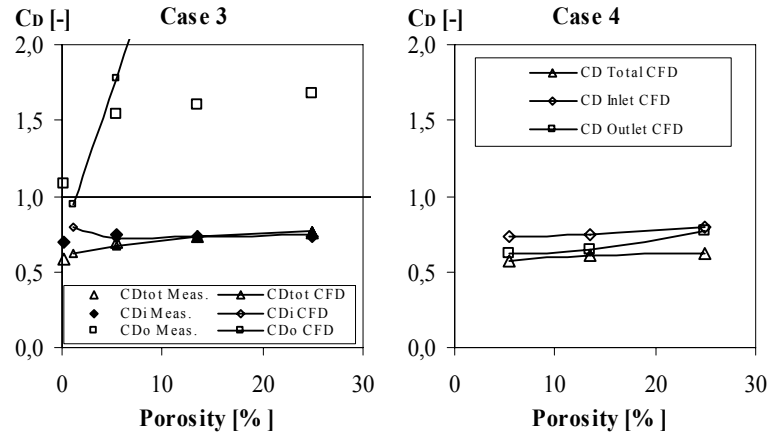 CD [-]
Case 3
2,0
1,5
1,0
0,5
0,0
CDtot Meas.
CDtot CFD
CDi Meas.
CDi CFD
CDo Meas.
CDo CFD
0
10
20
30
Porosity [%]
CD [-]
Case 4
2,0
1,5
1,0
0,5
0,0
CD Total CFD
CD Inlet CFD
CD Outlet CFD
0
10
20
30
Porosity [%]